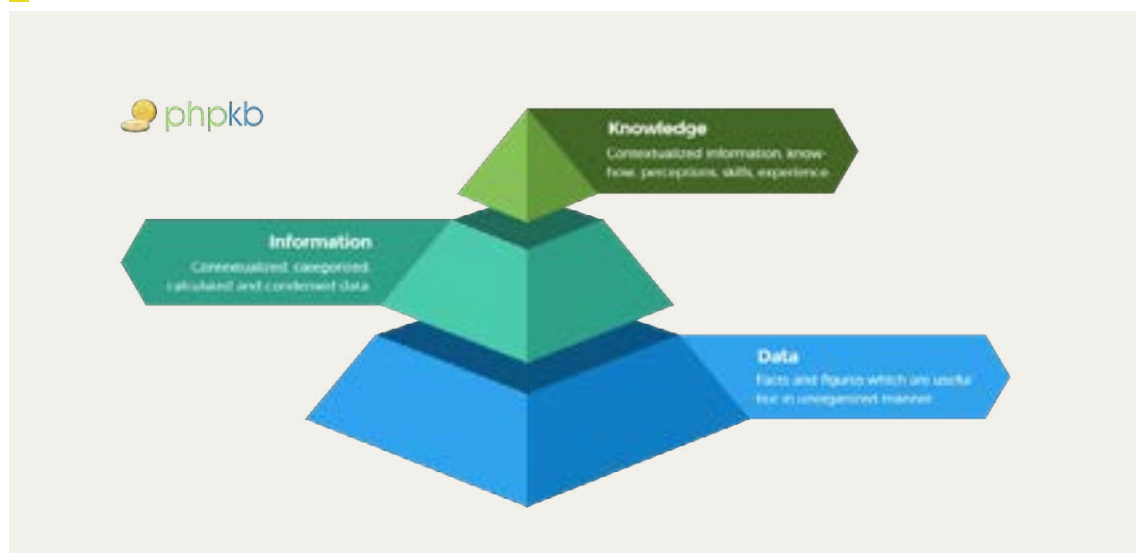 phpkb
Knowledge
Contextualized information, know-
how, perceptions, skills, experience
Information
Contextualized, categorized,
calculated and condensed data
Data
Facts and figures which are useful
but in unorganized manner